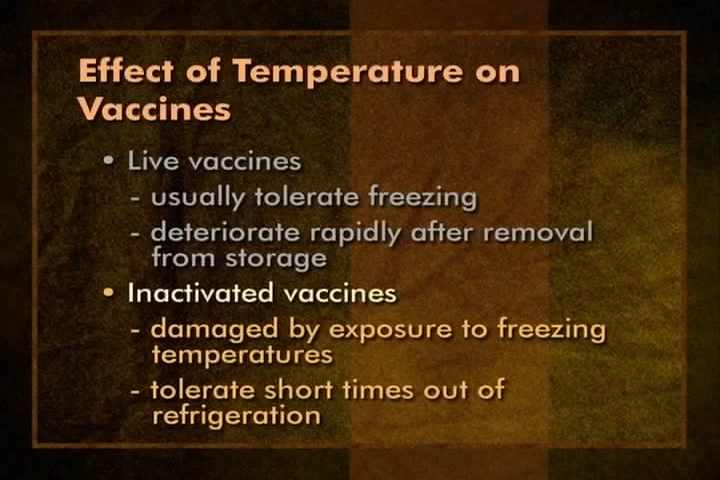 Effect of Temperature on
Vaccines
• Live vaccines
- usually tolerate freezing
- deteriorate rapidly after removal
from storage
• Inactivated vaccines
- damaged by exposure to freezing
temperatures
- tolerate short times out of
refrigeration